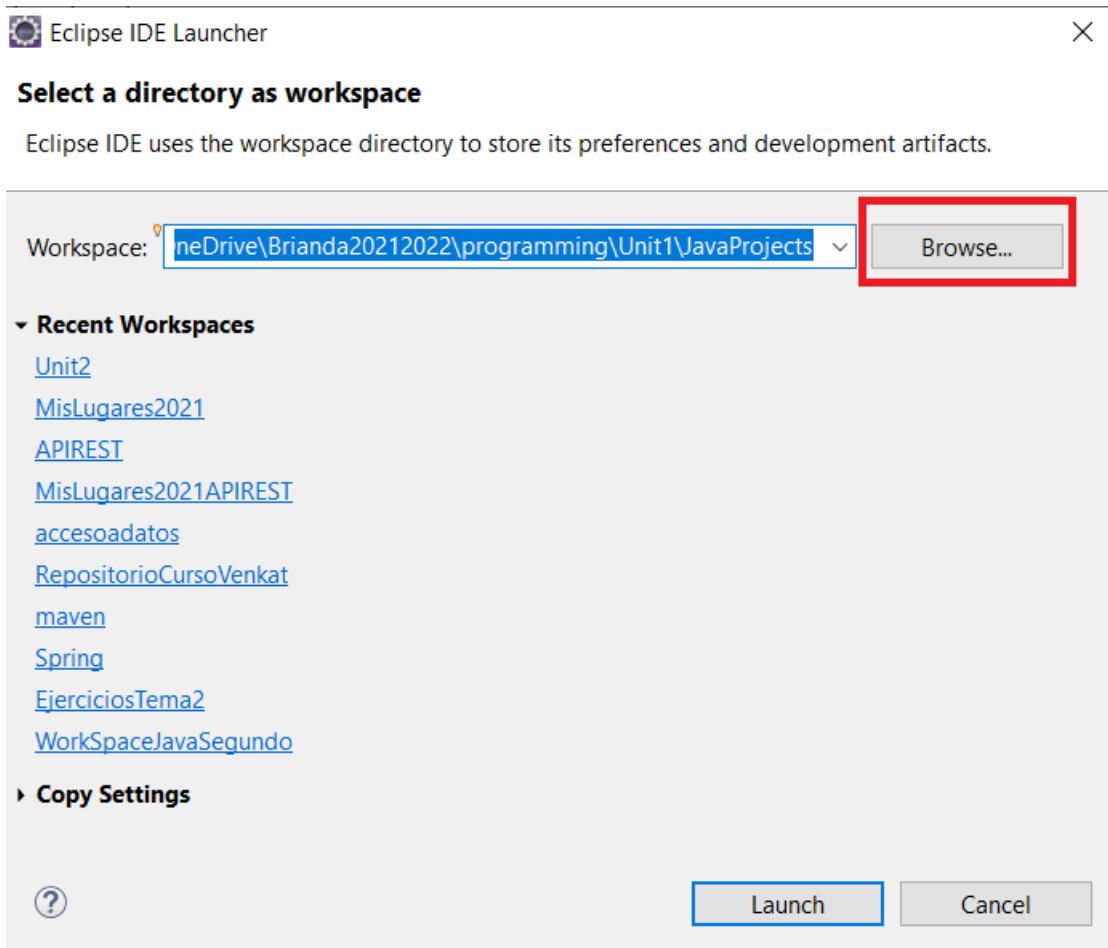 Eclipse IDE Launcher
Select a directory as workspace
Eclipse IDE uses the workspace directory to store its preferences and development artifacts.
Workspace: neDrive\Brianda20212022\programming\Unit1\JavaProjects Browse...
Recent Workspaces
Unit2
MisLugares2021
APIREST
MisLugares2021APIREST
accesoadatos
RepositorioCursoVenkat
maven
Spring
EjerciciosTema2
WorkSpaceJavaSegundo
Copy Settings
Launch Cancel